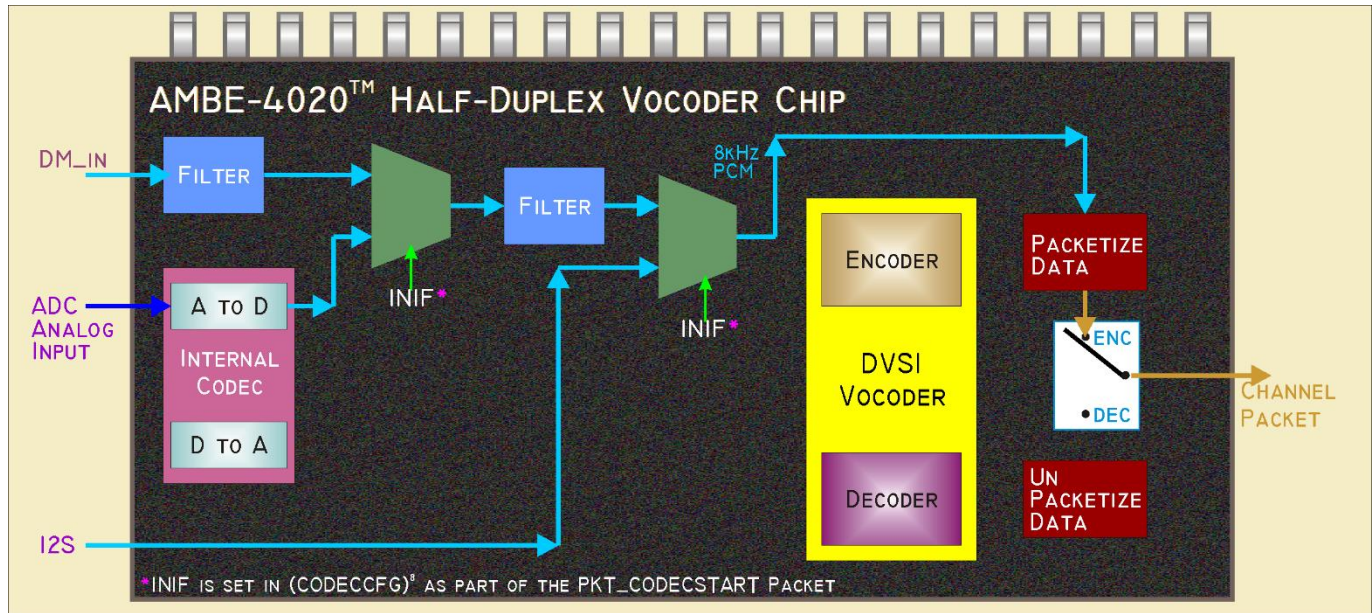 AMBE-4020™ HALF-DUPLEX VOCODER CHIP
DM_IN
FILTER
FILTER
8KHZ
PCM
ENCODER
PACKETIZE
DATA
ADC
ANALOG
INPUT
A TO D
INIF*
INIF*
INTERNAL
CODEC
D TO A
DVSI
VOCODER
ENC
DEC
CHANNEL
PACKET
DECODER
UN
PACKETIZE
DATA
I2S
*INIF IS SET IN (CODECCFG)⁸ AS PART OF THE PKT_CODECSTART PACKET